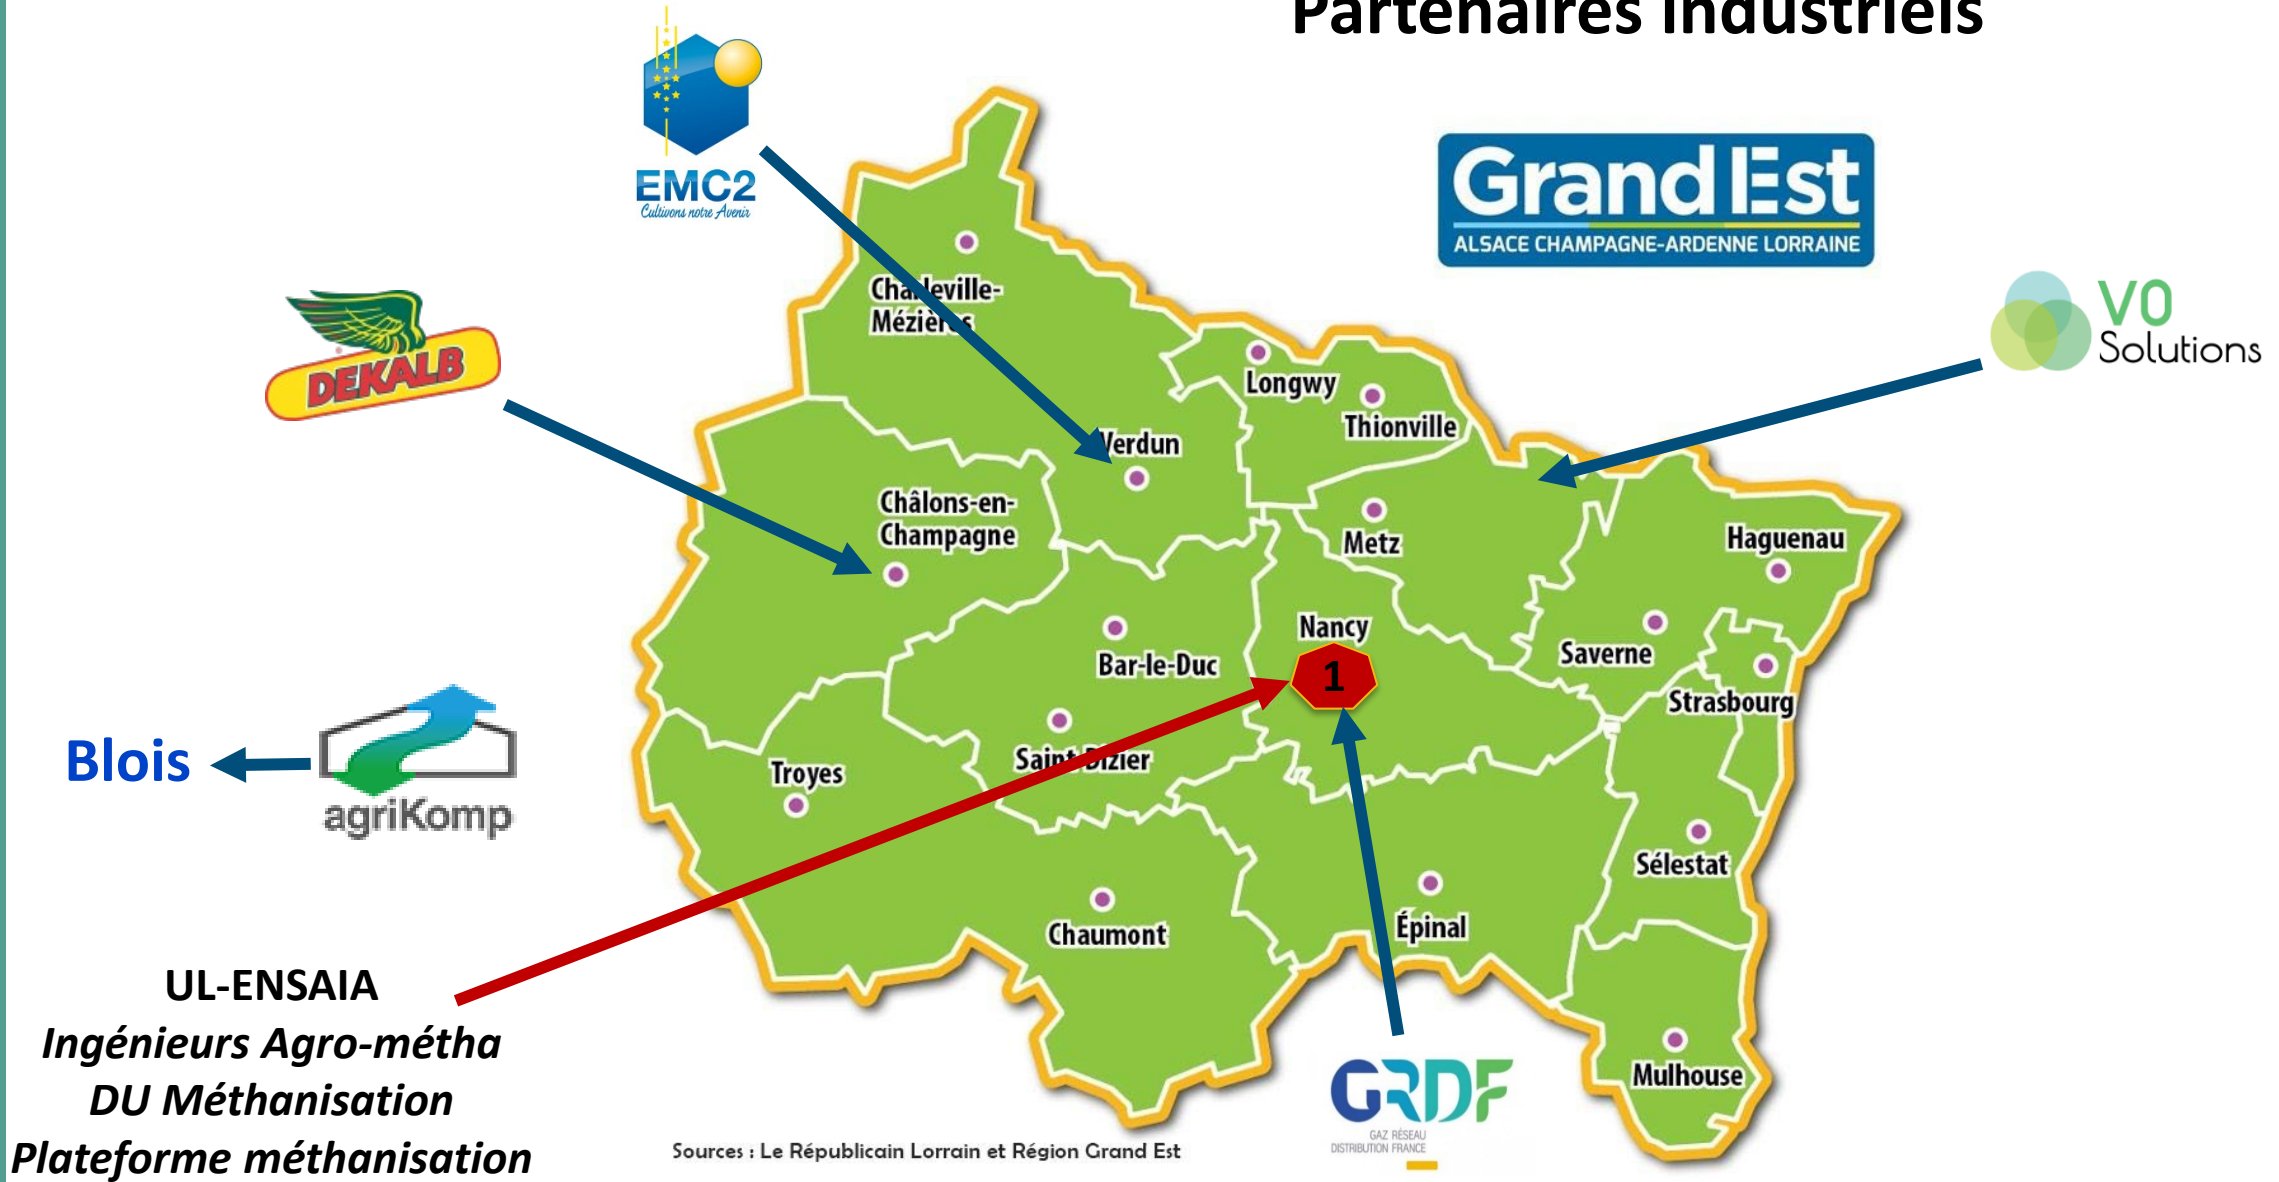 Partenaires industriels
EMC2
Cultivons notre Avenir
Grand Est
ALSACE CHAMPAGNE-ARDENNE LORRAINE
VO
Solutions
DEKALB
Charleville-
Mézières
Longwy
Thionville
Verdun
Châlons-en-
Champagne
Metz
Haguenau
Nancy
1
Saverne
Bar-le-Duc
Strasbourg
Blois
agriKomp
Saint-Dizier
Troyes
Sélestat
Épinal
Chaumont
Mulhouse
UL-ENSAIA
Ingénieurs Agro-métha
DU Méthanisation
Plateforme méthanisation
GRDF
GAZ RÉSEAU
DISTRIBUTION FRANCE
Sources : Le Républicain Lorrain et Région Grand Est